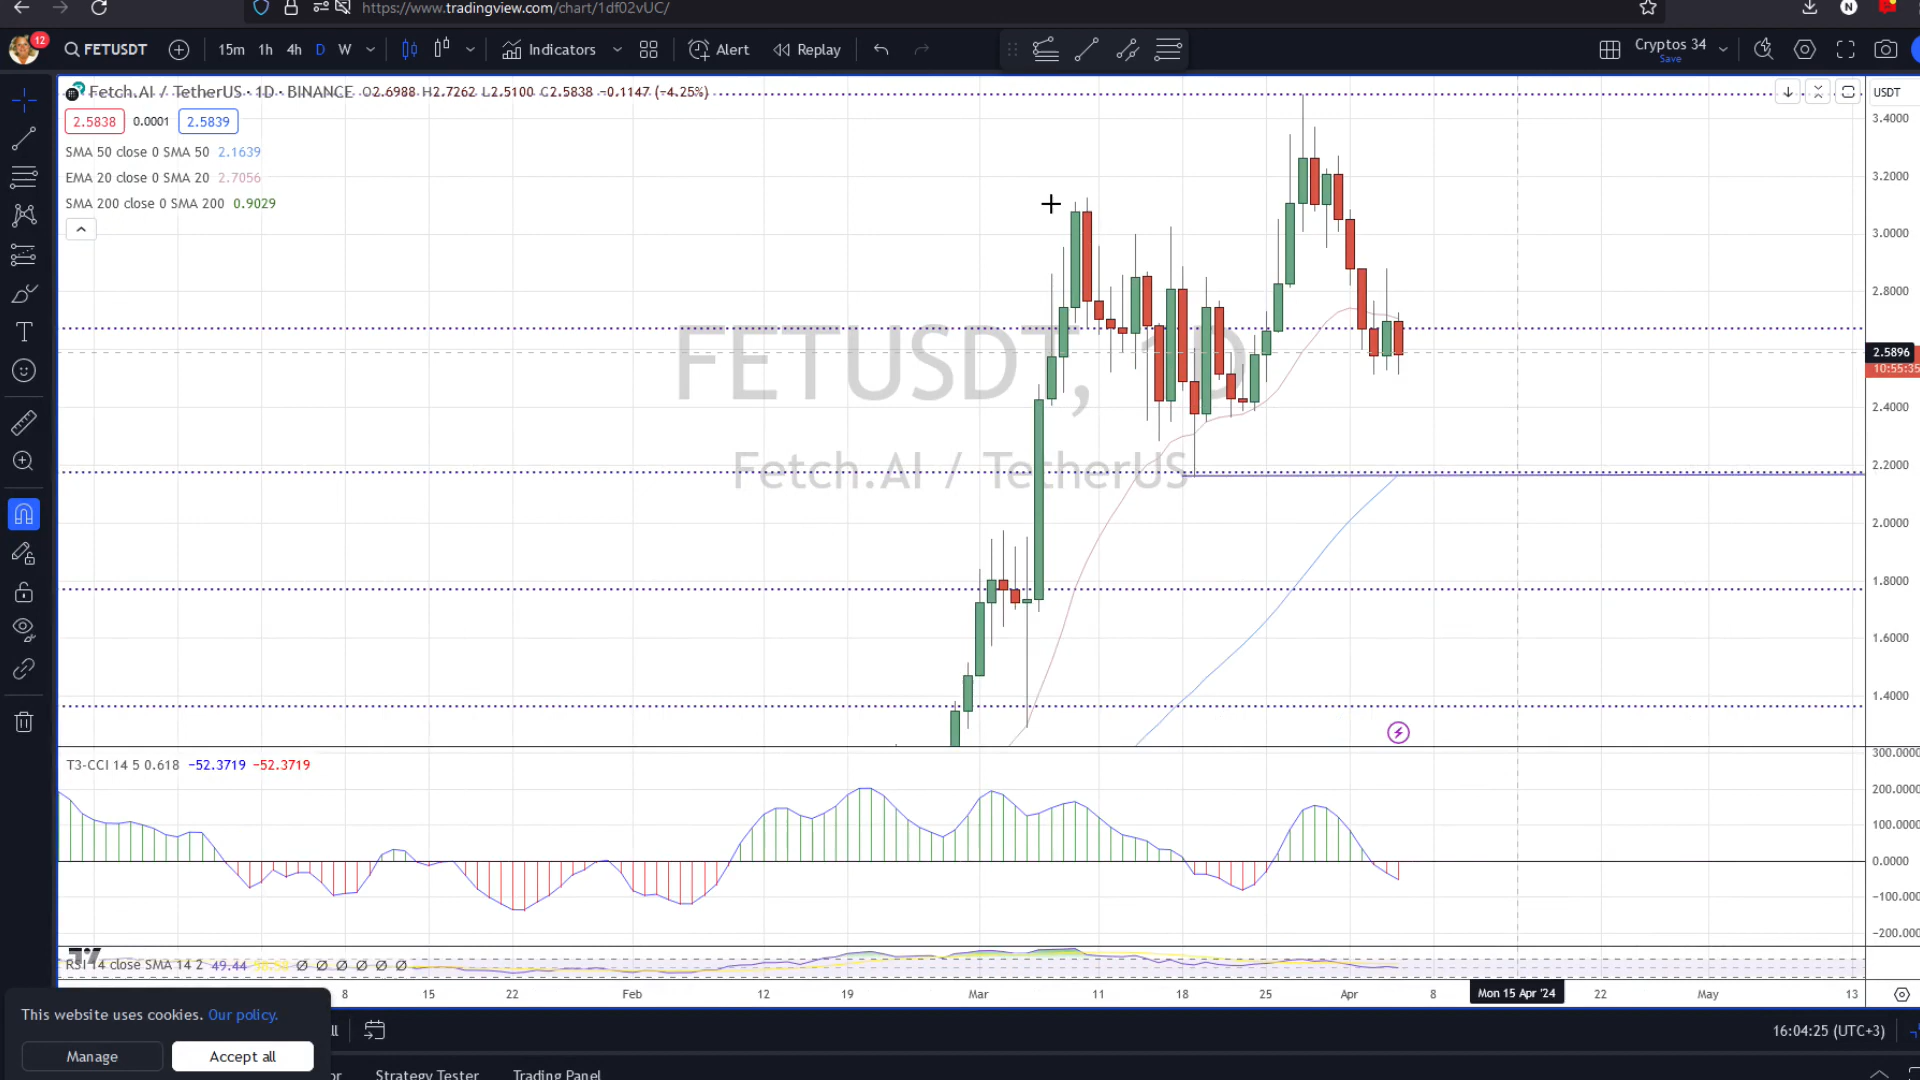 https://www.tradingview.com/chart/1df02vUC/
N
12
FETUSDT
15m 1h 4h D W
Indicators
Alert
Replay
Cryptos 34
Save
Fetch.AI / TetherUS · 1D · BINANCE O2.6988 H2.7262 L2.5100 C2.5838 −0.1147 (−4.25%)
2.5838 0.0001 2.5839
SMA 50 close 0 SMA 50 2.1639
EMA 20 close 0 SMA 20 2.7056
SMA 200 close 0 SMA 200 0.9029
FETUSDT, 1D
Fetch.AI / TetherUS
USDT
3.4000
3.2000
3.0000
2.8000
2.5896
10:55:35
2.4000
2.2000
2.0000
1.8000
1.6000
1.4000
T3-CCI 14 5 0.618 −52.3719 −52.3719
300.0000
200.0000
100.0000
0.0000
−100.0000
−200.000
RSI 14 close SMA 14 2 49.44
8 15 22 Feb 12 19 Mar 11 18 25 Apr 8 Mon 15 Apr '24 22 May 13
This website uses cookies. Our policy.
Manage Accept all
16:04:25 (UTC+3)
Strategy Tester Trading Panel